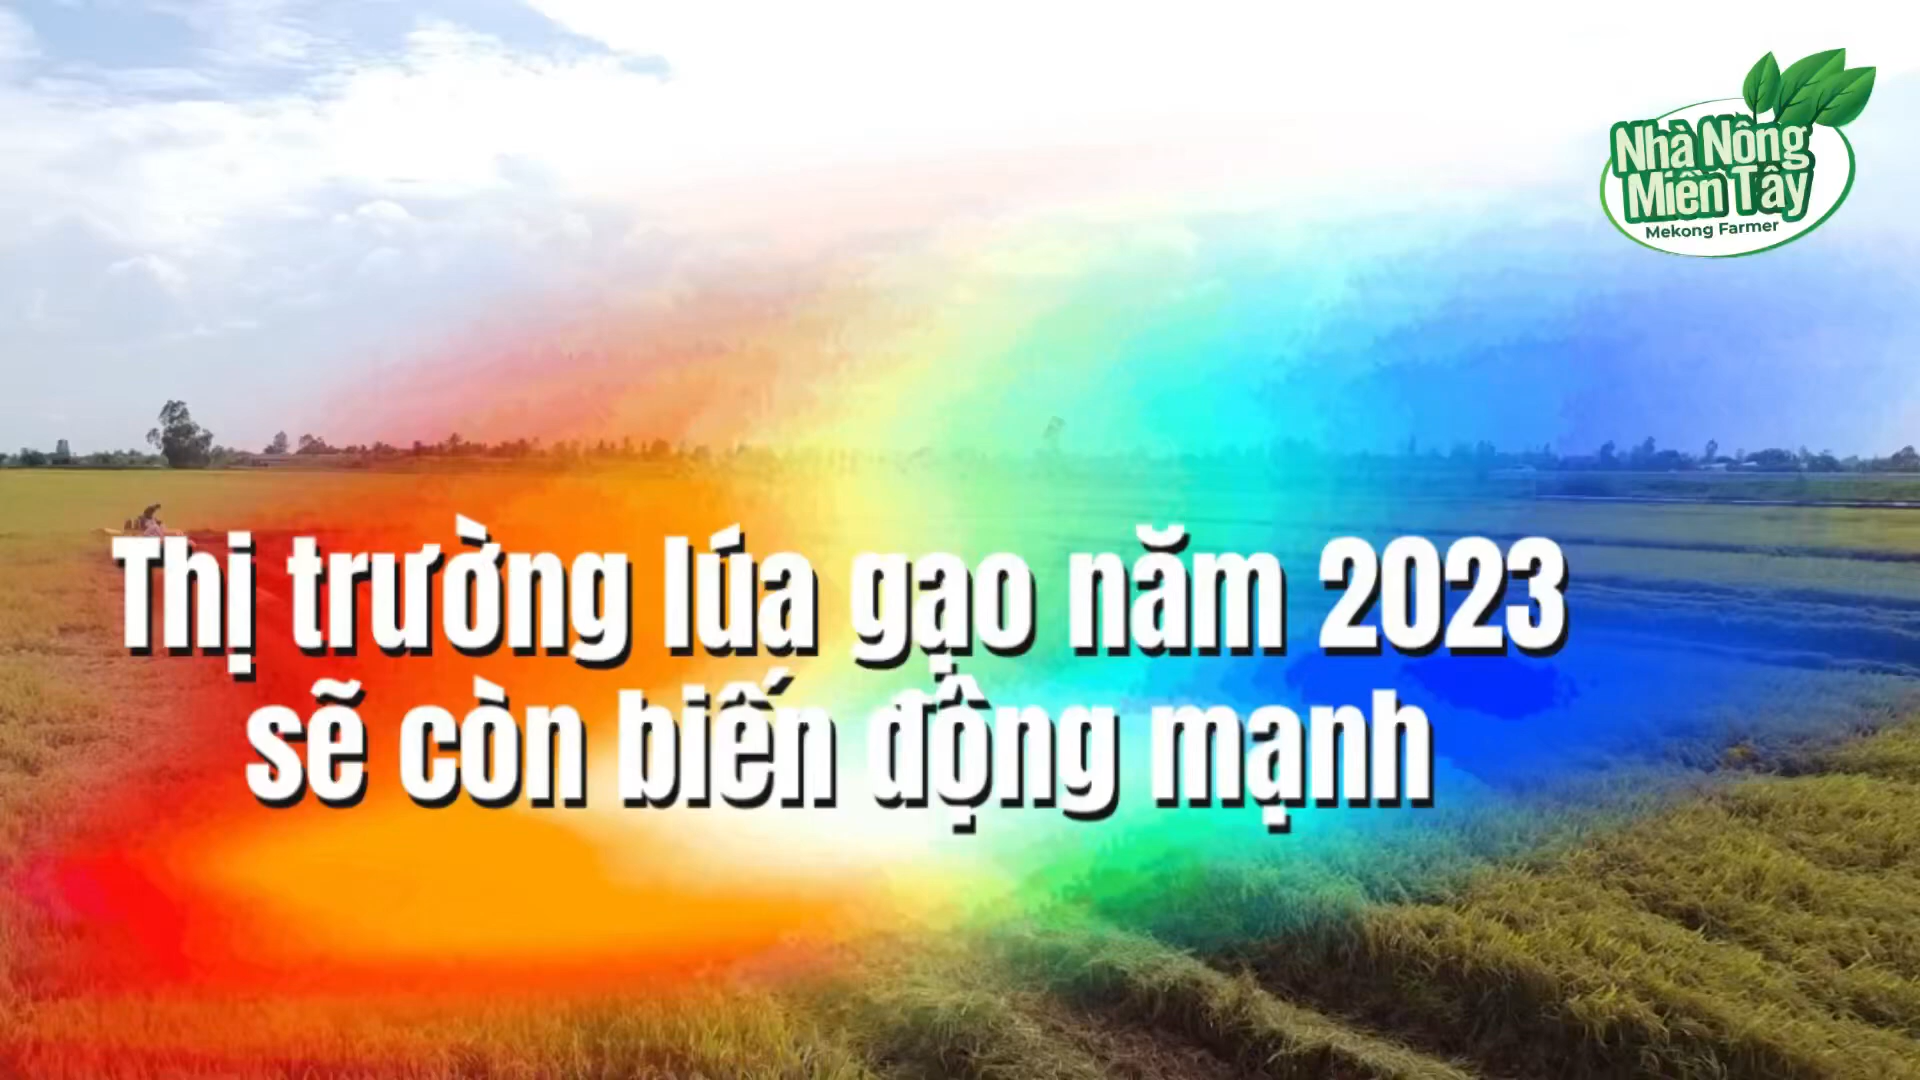 Nhà Nông
Miền Tây
Mekong Farmer
Thị trường lúa gạo năm 2023
sẽ còn biến động mạnh